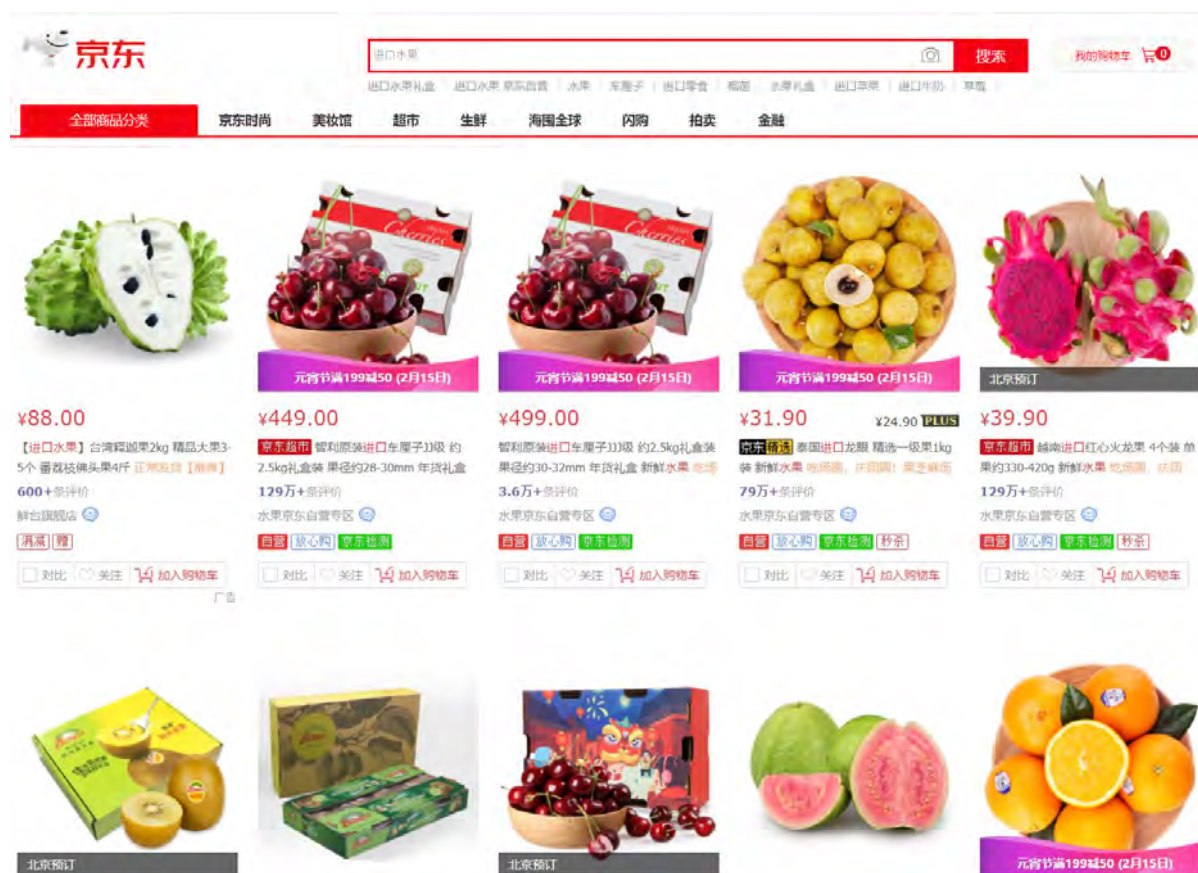 京东
进口水果
搜索
我的购物车 0
进口水果礼盒 进口水果 京东自营 水果 车厘子 进口零食 榴莲 水果礼盒 进口苹果 进口牛奶 草莓
全部商品分类 京东时尚 美妆馆 超市 生鲜 海囤全球 闪购 拍卖 金融
Cherries
元宵节满199减50 (2月15日)
Cherries
元宵节满199减50 (2月15日)
元宵节满199减50 (2月15日)
北京预订
¥88.00
【进口水果】台湾释迦果2kg 精品大果3-
5个 番荔枝佛头果4斤 正常发货【
600+条评价
鲜台旗舰店
满减 赠
对比 关注 加入购物车
广告
¥449.00
京东超市 智利原装进口车厘子JJ级 约
2.5kg礼盒装 果径约28-30mm 年货礼盒
129万+条评价
水果京东自营专区
自营 放心购 京东检测
对比 关注 加入购物车
¥499.00
智利原装进口车厘子JJJ级 约2.5kg礼盒装
果径约30-32mm 年货礼盒 新鲜水果 吃汤
3.6万+条评价
水果京东自营专区
自营 放心购 京东检测
对比 关注 加入购物车
¥31.90 ¥24.90 PLUS
京东精选 泰国进口龙眼 精选一级果1kg
装 新鲜水果 吃汤圆，庆团圆！黑芝麻汤
79万+条评价
水果京东自营专区
自营 放心购 京东检测 秒杀
对比 关注 加入购物车
¥39.90
京东超市 越南进口红心火龙果 4个装 单
果约330-420g 新鲜水果 吃汤圆，庆团
129万+条评价
水果京东自营专区
自营 放心购 京东检测 秒杀
对比 关注 加入购物车
北京预订
北京预订
元宵节满199减50 (2月15日)